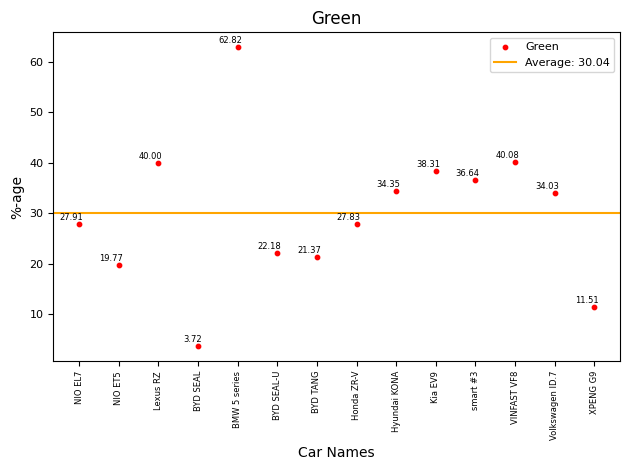 Green
Green
Average: 30.04
%-age
60
50
40
30
20
10
27.91
19.77
40.00
3.72
62.82
22.18
21.37
27.83
34.35
38.31
36.64
40.08
34.03
11.51
NIO EL7
NIO ET5
Lexus RZ
BYD SEAL
BMW 5 series
BYD SEAL-U
BYD TANG
Honda ZR-V
Hyundai KONA
Kia EV9
smart #3
VINFAST VF8
Volkswagen ID.7
XPENG G9
Car Names